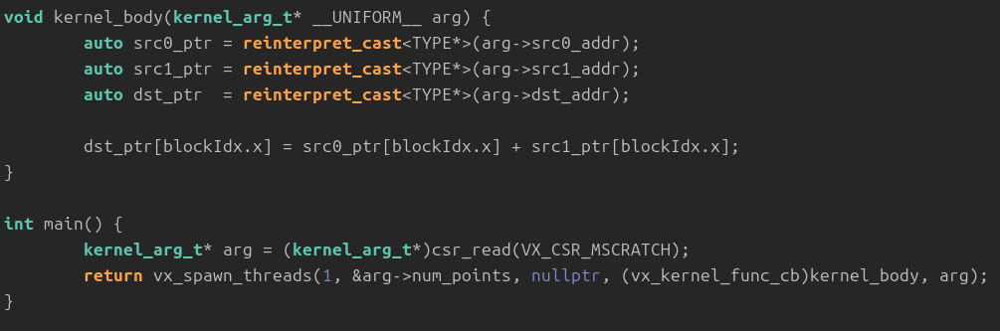 void kernel_body(kernel_arg_t* __UNIFORM__ arg) {
        auto src0_ptr = reinterpret_cast<TYPE*>(arg->src0_addr);
        auto src1_ptr = reinterpret_cast<TYPE*>(arg->src1_addr);
        auto dst_ptr  = reinterpret_cast<TYPE*>(arg->dst_addr);

        dst_ptr[blockIdx.x] = src0_ptr[blockIdx.x] + src1_ptr[blockIdx.x];
}

int main() {
        kernel_arg_t* arg = (kernel_arg_t*)csr_read(VX_CSR_MSCRATCH);
        return vx_spawn_threads(1, &arg->num_points, nullptr, (vx_kernel_func_cb)kernel_body, arg);
}